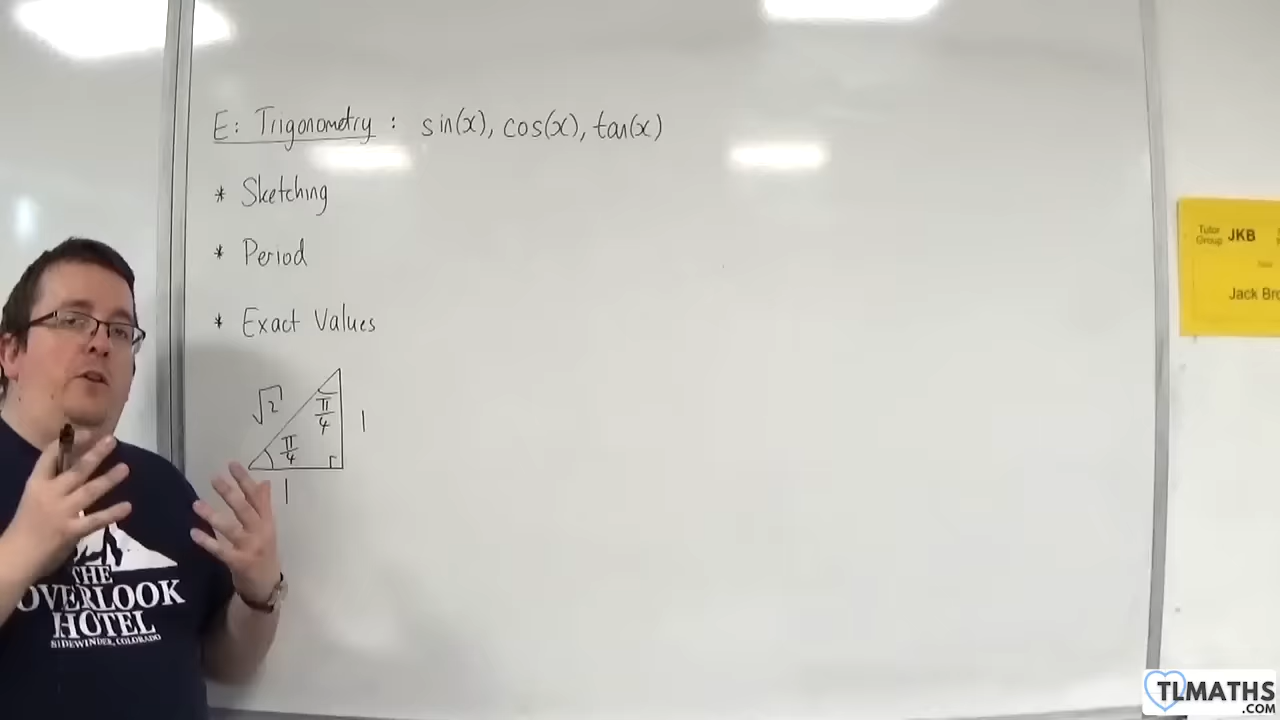 E: Trigonometry : sin(x), cos(x), tan(x)
* Sketching
* Period
* Exact Values
√2
π/4
1
π/4
1
THE
OVERLOOK
HOTEL
SIDEWINDER, COLORADO
Tutor Group JKB
Jack Bro
TLMATHS
.COM